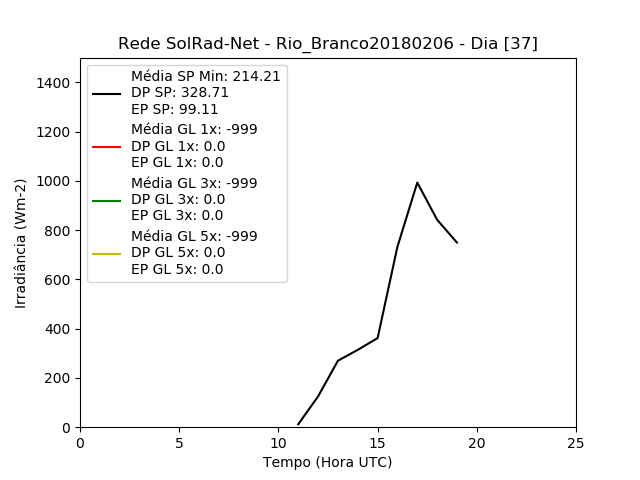 Rede SolRad-Net - Rio_Branco20180206 - Dia [37]
Média SP Min: 214.21
DP SP: 328.71
EP SP: 99.11
Média GL 1x: -999
DP GL 1x: 0.0
EP GL 1x: 0.0
Média GL 3x: -999
DP GL 3x: 0.0
EP GL 3x: 0.0
Média GL 5x: -999
DP GL 5x: 0.0
EP GL 5x: 0.0
Irradiância (Wm-2)
1400
1200
1000
800
600
400
200
0
0 5 10 15 20 25
Tempo (Hora UTC)